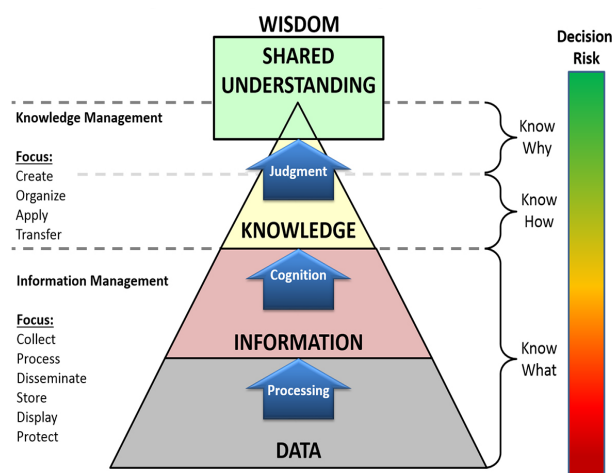 WISDOM
SHARED
UNDERSTANDING
Decision
Risk
Knowledge Management
Focus:
Create
Organize
Apply
Transfer
Judgment
Know
Why
Know
How
KNOWLEDGE
Information Management
Focus:
Collect
Process
Disseminate
Store
Display
Protect
Cognition
INFORMATION
Know
What
Processing
DATA